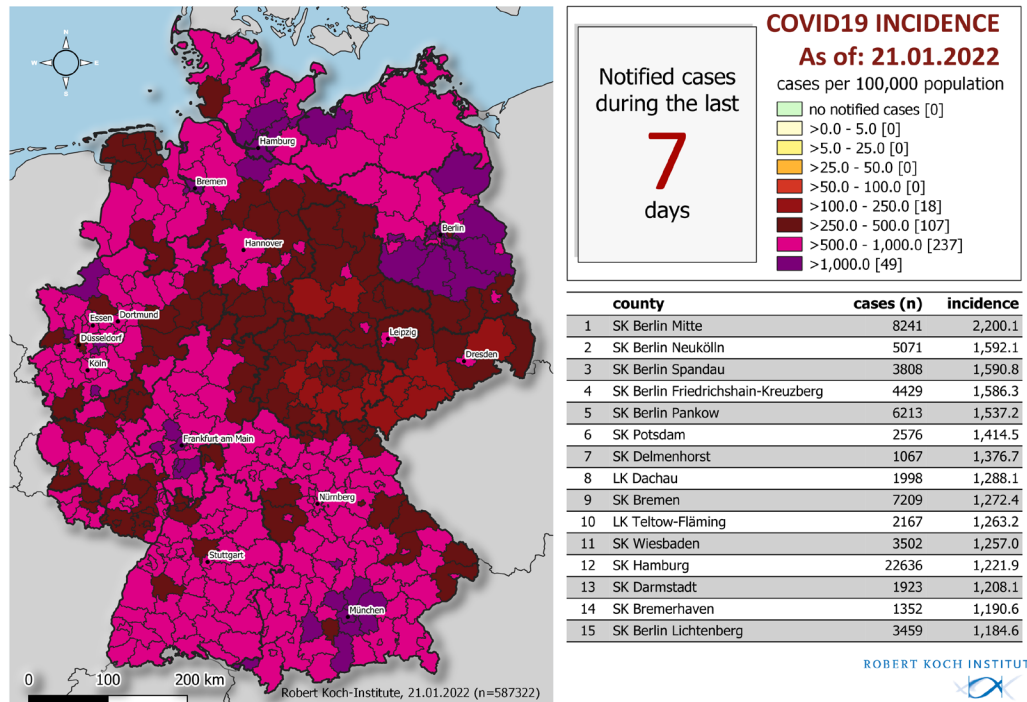 N
W
E
S
Hamburg
Bremen
Berlin
Hannover
Essen
Dortmund
Düsseldorf
Köln
Leipzig
Dresden
Frankfurt am Main
Nürnberg
Stuttgart
München
0 100 200 km
Robert Koch-Institute, 21.01.2022 (n=587322)
Notified cases
during the last
7
days
COVID19 INCIDENCE
As of: 21.01.2022
cases per 100,000 population
no notified cases [0]
>0.0 - 5.0 [0]
>5.0 - 25.0 [0]
>25.0 - 50.0 [0]
>50.0 - 100.0 [0]
>100.0 - 250.0 [18]
>250.0 - 500.0 [107]
>500.0 - 1,000.0 [237]
>1,000.0 [49]
county cases (n) incidence
1 SK Berlin Mitte 8241 2,200.1
2 SK Berlin Neukölln 5071 1,592.1
3 SK Berlin Spandau 3808 1,590.8
4 SK Berlin Friedrichshain-Kreuzberg 4429 1,586.3
5 SK Berlin Pankow 6213 1,537.2
6 SK Potsdam 2576 1,414.5
7 SK Delmenhorst 1067 1,376.7
8 LK Dachau 1998 1,288.1
9 SK Bremen 7209 1,272.4
10 LK Teltow-Fläming 2167 1,263.2
11 SK Wiesbaden 3502 1,257.0
12 SK Hamburg 22636 1,221.9
13 SK Darmstadt 1923 1,208.1
14 SK Bremerhaven 1352 1,190.6
15 SK Berlin Lichtenberg 3459 1,184.6
ROBERT KOCH INSTITUT